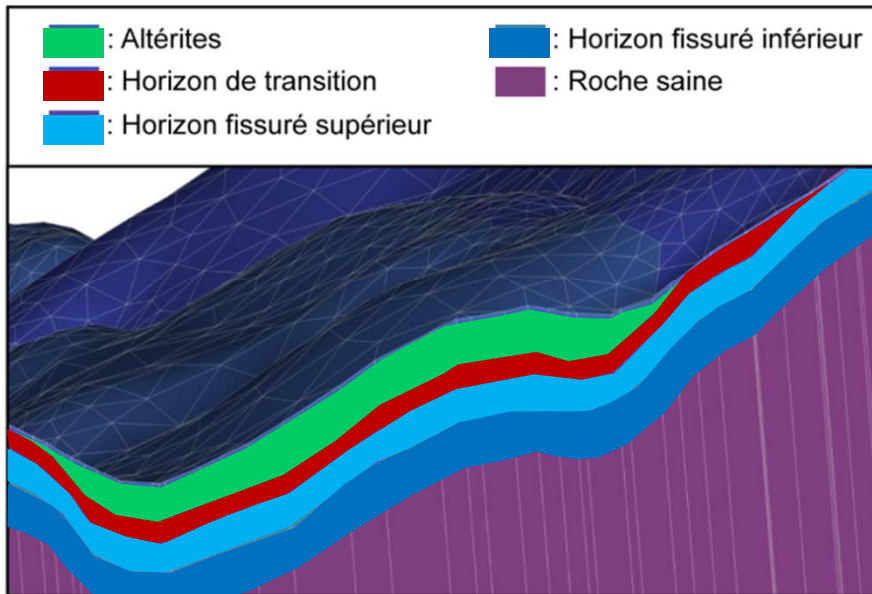 : Altérites
: Horizon fissuré inférieur
: Horizon de transition
: Roche saine
: Horizon fissuré supérieur